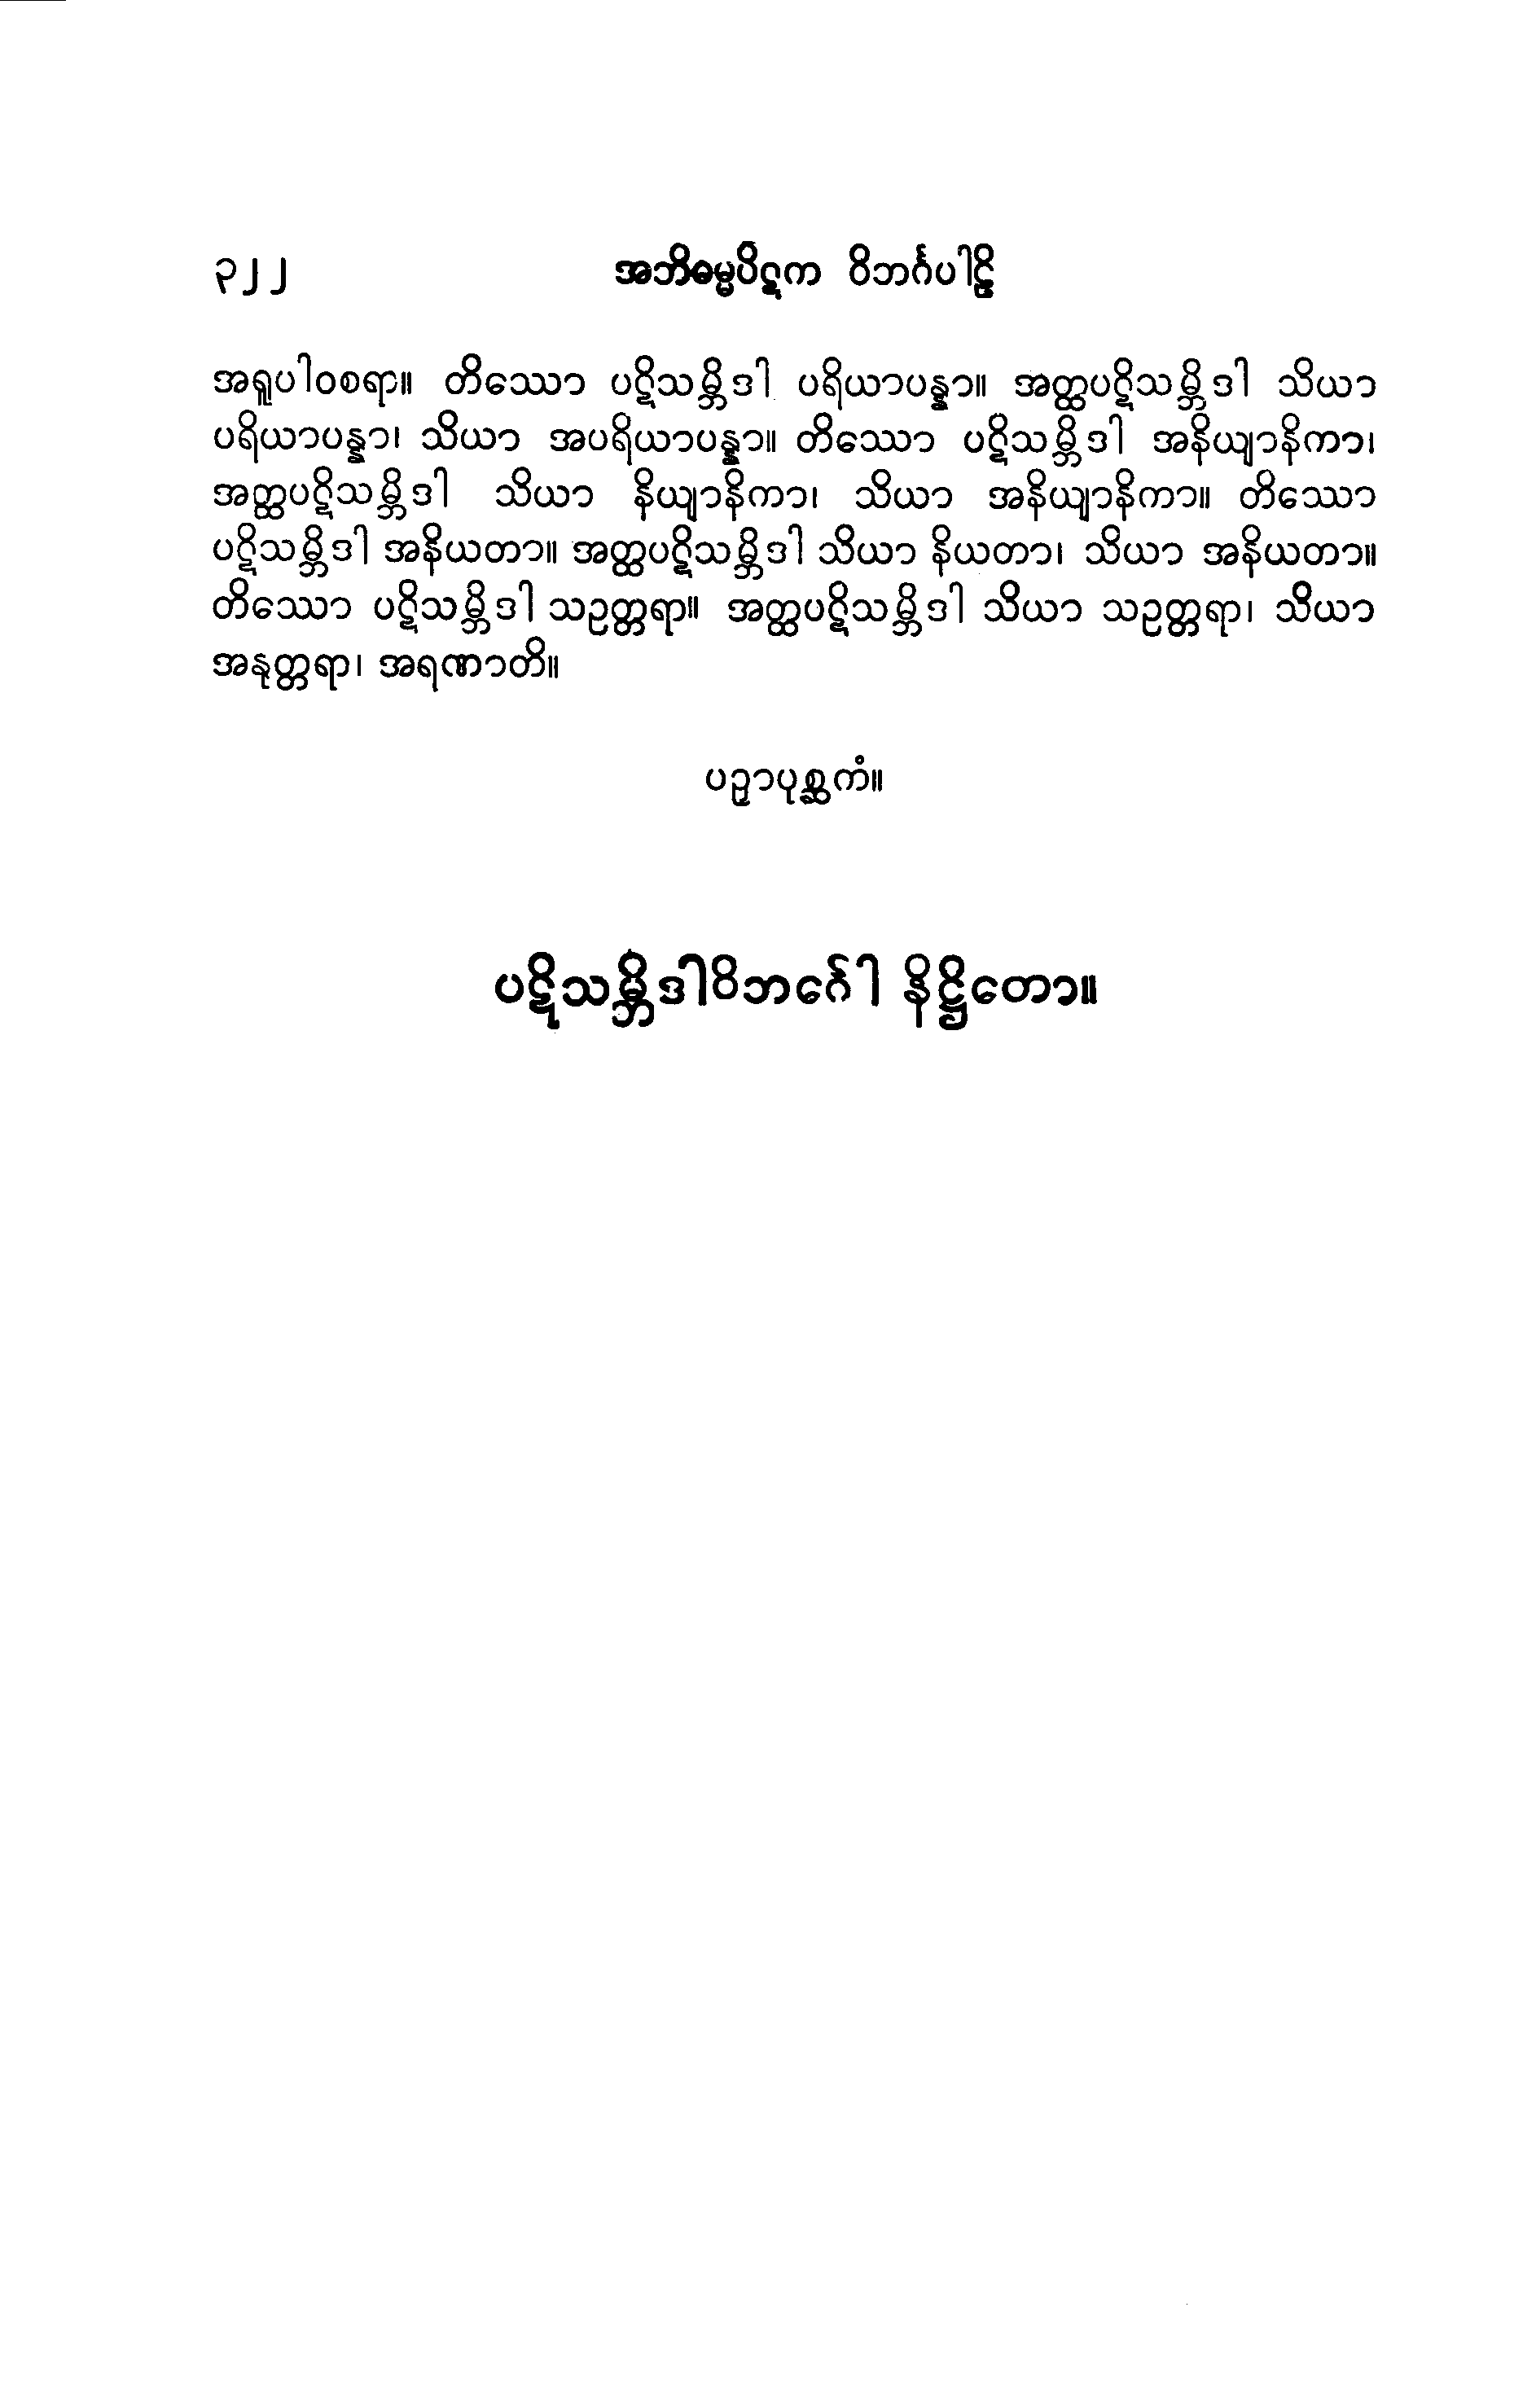 ၃၂၂ အဘိဓမ္မပိဋက ဝိဘင်္ဂပါဠိ
အရူပါဝစရာ။ တိဿော ပဋိသမ္ဘိဒါ ပရိယာပန္နာ။ အတ္ထပဋိသမ္ဘိဒါ သိယာ
ပရိယာပန္နာ၊ သိယာ အပရိယာပန္နာ။ တိဿော ပဋိသမ္ဘိဒါ အနိယျာနိကာ၊
အတ္ထပဋိသမ္ဘိဒါ သိယာ နိယျာနိကာ၊ သိယာ အနိယျာနိကာ။ တိဿော
ပဋိသမ္ဘိဒါ အနိယတာ။ အတ္ထပဋိသမ္ဘိဒါ သိယာ နိယတာ၊ သိယာ အနိယတာ။
တိဿော ပဋိသမ္ဘိဒါ သဥတ္တရာ။ အတ္ထပဋိသမ္ဘိဒါ သိယာ သဥတ္တရာ၊ သိယာ
အနုတ္တရာ၊ အရဏာတိ။
ပဉှာပုစ္ဆကံ။
ပဋိသမ္ဘိဒါဝိဘင်္ဂေါ နိဋ္ဌိတော။